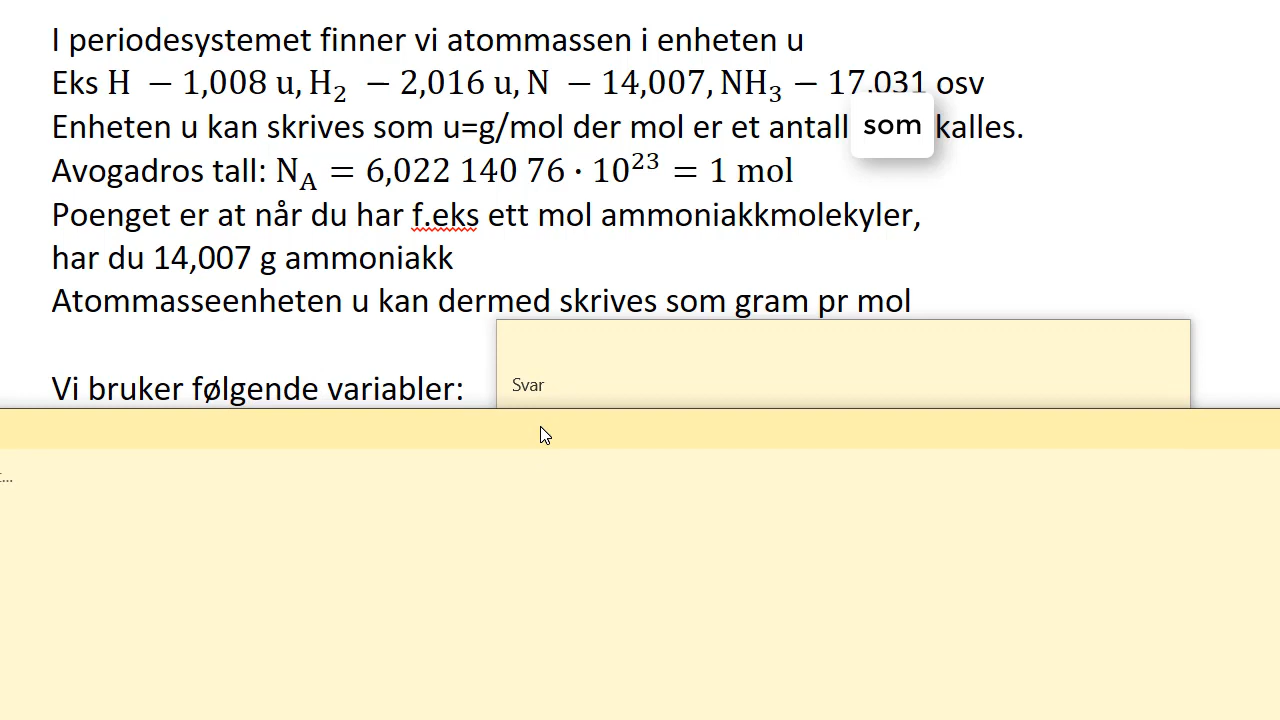 I periodesystemet finner vi atommassen i enheten u
Eks H − 1,008 u, H₂ − 2,016 u, N − 14,007, NH₃ − 17,031 osv
Enheten u kan skrives som u=g/mol der mol er et antall som kalles.
Avogadros tall: N_A = 6,022 140 76 · 10²³ = 1 mol
Poenget er at når du har f.eks ett mol ammoniakkmolekyler,
har du 14,007 g ammoniakk
Atommasseenheten u kan dermed skrives som gram pr mol
Vi bruker følgende variabler:
Svar